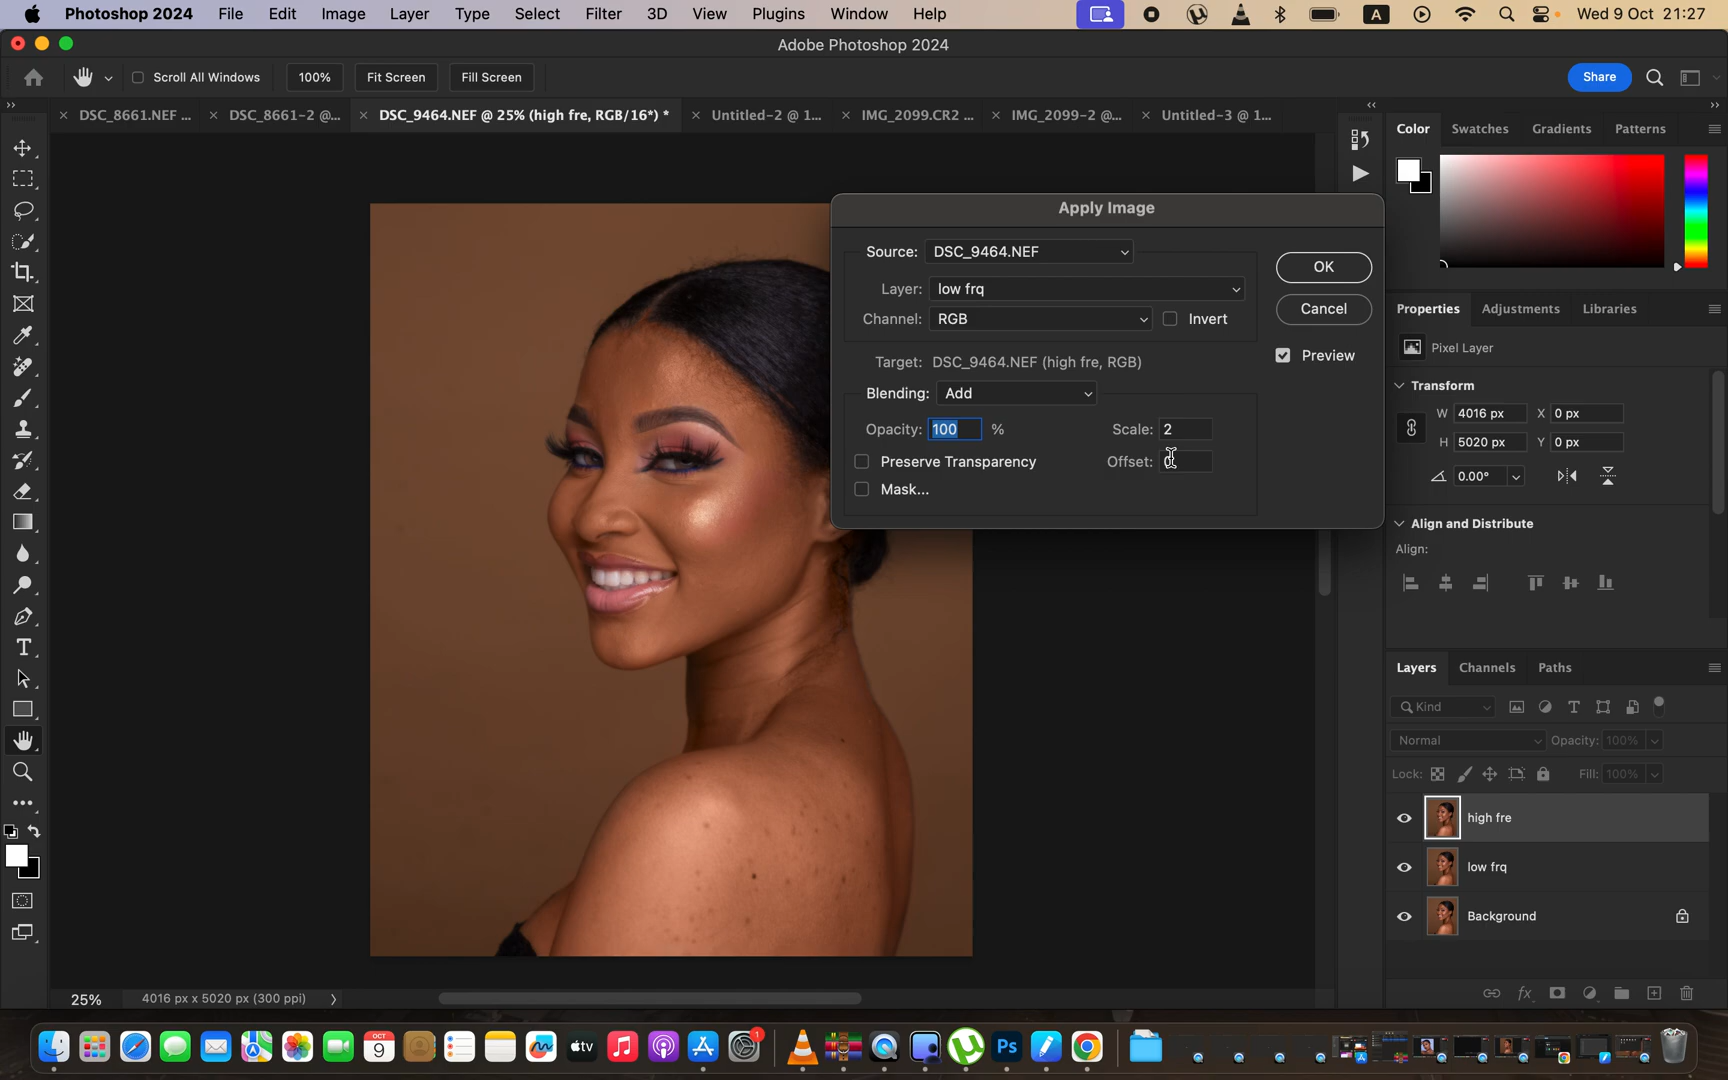 Photoshop 2024 File Edit Image Layer Type Select Filter 3D View Plugins Window Help A Wed 9 Oct 21:27
Adobe Photoshop 2024
Scroll All Windows 100% Fit Screen Fill Screen Share
DSC_8661.NEF ... DSC_8661-2 @... DSC_9464.NEF @ 25% (high fre, RGB/16*) * Untitled-2 @ 1... IMG_2099.CR2 ... IMG_2099-2 @... Untitled-3 @ 1...
Color Swatches Gradients Patterns
Apply Image
Source: DSC_9464.NEF
OK
Layer: low frq
Cancel
Channel: RGB Invert
Preview
Target: DSC_9464.NEF (high fre, RGB)
Blending: Add
Opacity: 100 % Scale: 2
Preserve Transparency Offset:
Mask...
Properties Adjustments Libraries
Pixel Layer
Transform
W 4016 px X 0 px
H 5020 px Y 0 px
0.00°
Align and Distribute
Align:
Layers Channels Paths
Kind
Normal Opacity: 100%
Lock: Fill: 100%
high fre
low frq
Background
25% 4016 px x 5020 px (300 ppi)
OCT
9
tv
1
Ps